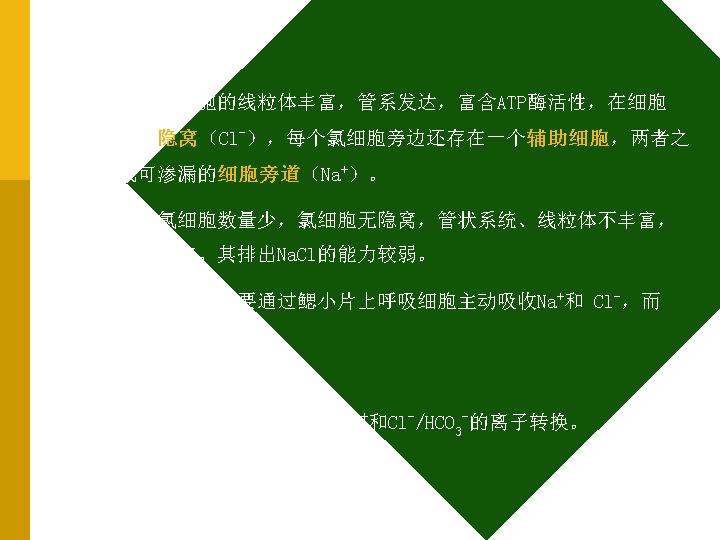 胞的线粒体丰富，管系发达，富含ATP酶活性，在细胞
隐窝（Cl⁻），每个氯细胞旁边还存在一个辅助细胞，两者之
可渗漏的细胞旁道（Na⁺）。
氯细胞数量少，氯细胞无隐窝，管状系统、线粒体不丰富，
。其排出NaCl的能力较弱。
要通过鳃小片上呼吸细胞主动吸收Na⁺和 Cl⁻，而
和Cl⁻/HCO₃⁻的离子转换。